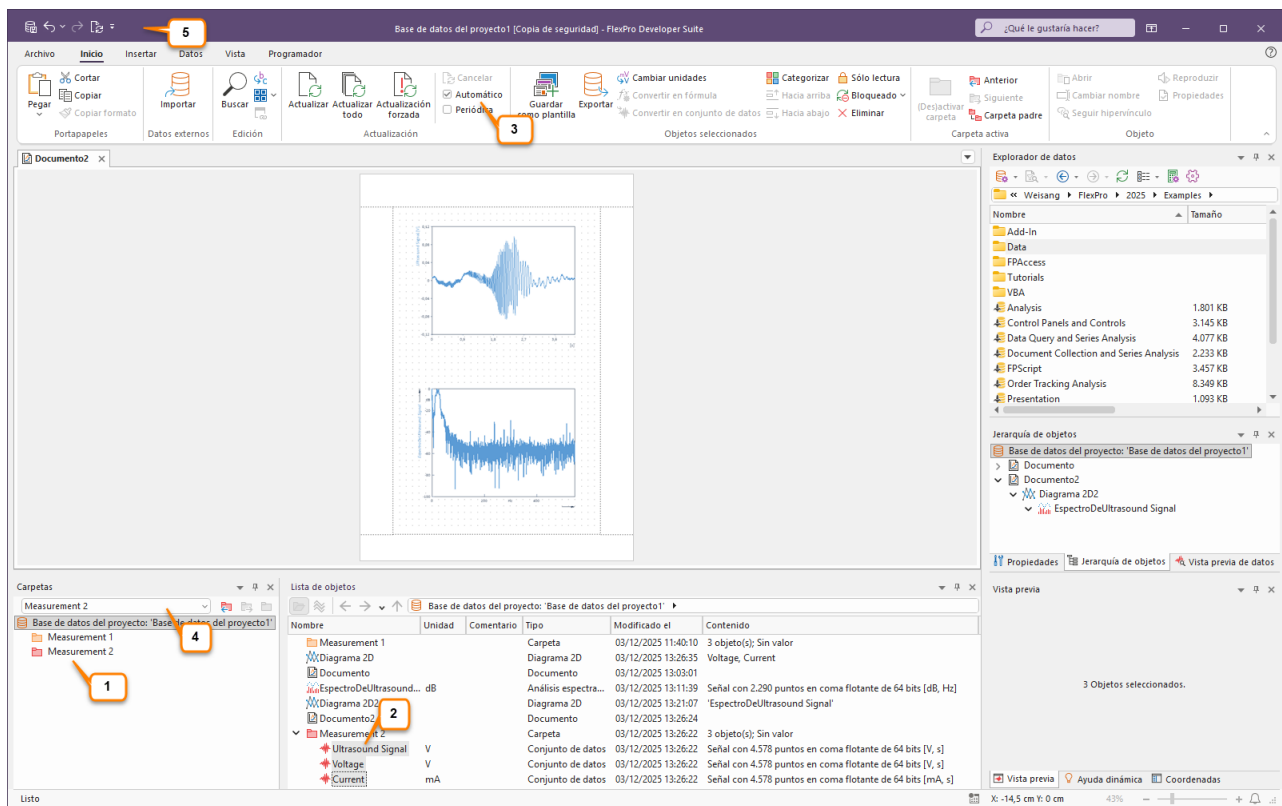 5
Base de datos del proyecto1 [Copia de seguridad] - FlexPro Developer Suite
¿Qué le gustaría hacer?
Archivo Inicio Insertar Datos Vista Programador
Pegar
Cortar
Copiar
Copiar formato
Portapapeles
Importar
Datos externos
Buscar
Edición
Actualizar
Actualizar todo
Actualización forzada
Cancelar
Automático
Periódica
Actualización
3
Guardar como plantilla
Exportar
Cambiar unidades
Convertir en fórmula
Convertir en conjunto de datos
Categorizar
Hacia arriba
Hacia abajo
Sólo lectura
Bloqueado
Eliminar
Objetos seleccionados
(Des)activar carpeta
Anterior
Siguiente
Carpeta padre
Carpeta activa
Abrir
Cambiar nombre
Seguir hipervínculo
Reproducir
Propiedades
Objeto
Documento2
Explorador de datos
« Weisang FlexPro 2025 Examples
Nombre Tamaño
Add-In
Data
FPAccess
Tutorials
VBA
Analysis 1.801 KB
Control Panels and Controls 3.145 KB
Data Query and Series Analysis 4.077 KB
Document Collection and Series Analysis 2.233 KB
FPScript 3.457 KB
Order Tracking Analysis 8.349 KB
Presentation 1.093 KB
Jerarquía de objetos
Base de datos del proyecto: 'Base de datos del proyecto1'
Documento
Documento2
Diagrama 2D2
EspectroDeUltrasound Signal
Propiedades Jerarquía de objetos Vista previa de datos
Carpetas
Measurement 2
Base de datos del proyecto: 'Base de datos del proyecto1'
Measurement 1
Measurement 2
4
1
Lista de objetos
Base de datos del proyecto: 'Base de datos del proyecto1'
Nombre Unidad Comentario Tipo Modificado el Contenido
Measurement 1 Carpeta 03/12/2025 11:40:10 3 objeto(s); Sin valor
Diagrama 2D Diagrama 2D 03/12/2025 13:26:35 Voltage, Current
Documento Documento 03/12/2025 13:03:01
EspectroDeUltrasound... dB Análisis espectra... 03/12/2025 13:11:39 Señal con 2.290 puntos en coma flotante de 64 bits [dB, Hz]
Diagrama 2D2 Diagrama 2D 03/12/2025 13:21:07 'EspectroDeUltrasound Signal'
Documento2 Documento 03/12/2025 13:26:24
2
Measurement 2 Carpeta 03/12/2025 13:26:22 3 objeto(s); Sin valor
Ultrasound Signal V Conjunto de datos 03/12/2025 13:26:22 Señal con 4.578 puntos en coma flotante de 64 bits [V, s]
Voltage V Conjunto de datos 03/12/2025 13:26:22 Señal con 4.578 puntos en coma flotante de 64 bits [V, s]
Current mA Conjunto de datos 03/12/2025 13:26:22 Señal con 4.578 puntos en coma flotante de 64 bits [mA, s]
Vista previa
3 Objetos seleccionados.
Vista previa Ayuda dinámica Coordenadas
Listo
X: -14,5 cm Y: 0 cm
43%